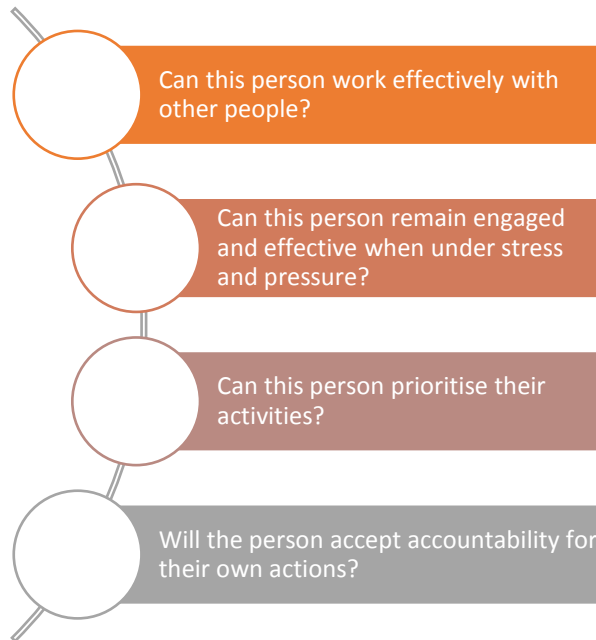 Can this person work effectively with
other people?
Can this person remain engaged
and effective when under stress
and pressure?
Can this person prioritise their
activities?
Will the person accept accountability for
their own actions?